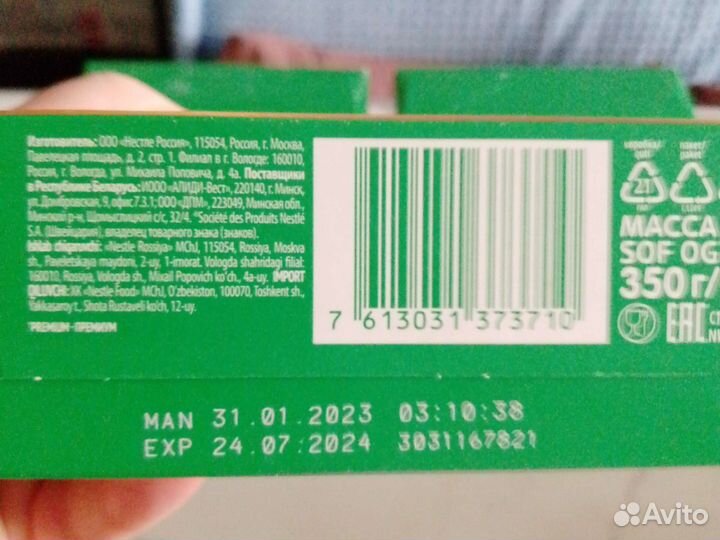 Изготовитель: ООО «Нестле Россия», 115054, Россия, г. Москва,
Павелецкая площадь, д. 2, стр. 1. Филиал в г. Вологде: 160010,
Россия, г. Вологда, ул. Михаила Поповича, д. 4а. Поставщики
в Республику Беларусь: ИООО «АЛИДИ-Вест», 220140, г. Минск,
ул. Домбровская, 9, офис 7.3.1; ООО «ДПМ», 223049, Минская обл.,
Минский р-н, Щомыслицкий с/с, 32/4. *Société des Produits Nestlé
S.A. (Швейцария), владелец товарного знака (знаков).
Ishlab chiqaruvchi: «Nestle Rossiya» MChJ, 115054, Rossiya, Moskva
sh., Paveletskaya maydoni, 2-uy, 1-imorat. Vologda shahridagi filial:
160010, Rossiya, Vologda sh., Mixail Popovich ko'ch., 4a-uy. IMPORT
QILUVCHI: XK «Nestle Food» MChJ, O'zbekiston, 100070, Toshkent sh.,
Yakkasaroy t., Shota Rustaveli ko'ch., 12-uy.
¹PREMIUM-ПРЕМИУМ
7 613031 373710
коробка/
quti
пакет/
paket
21
PAP
МАССА
SOF OG
350 г/
EAC
MAN 31.01.2023 03:10:38
EXP 24.07.2024 3031167821
Avito